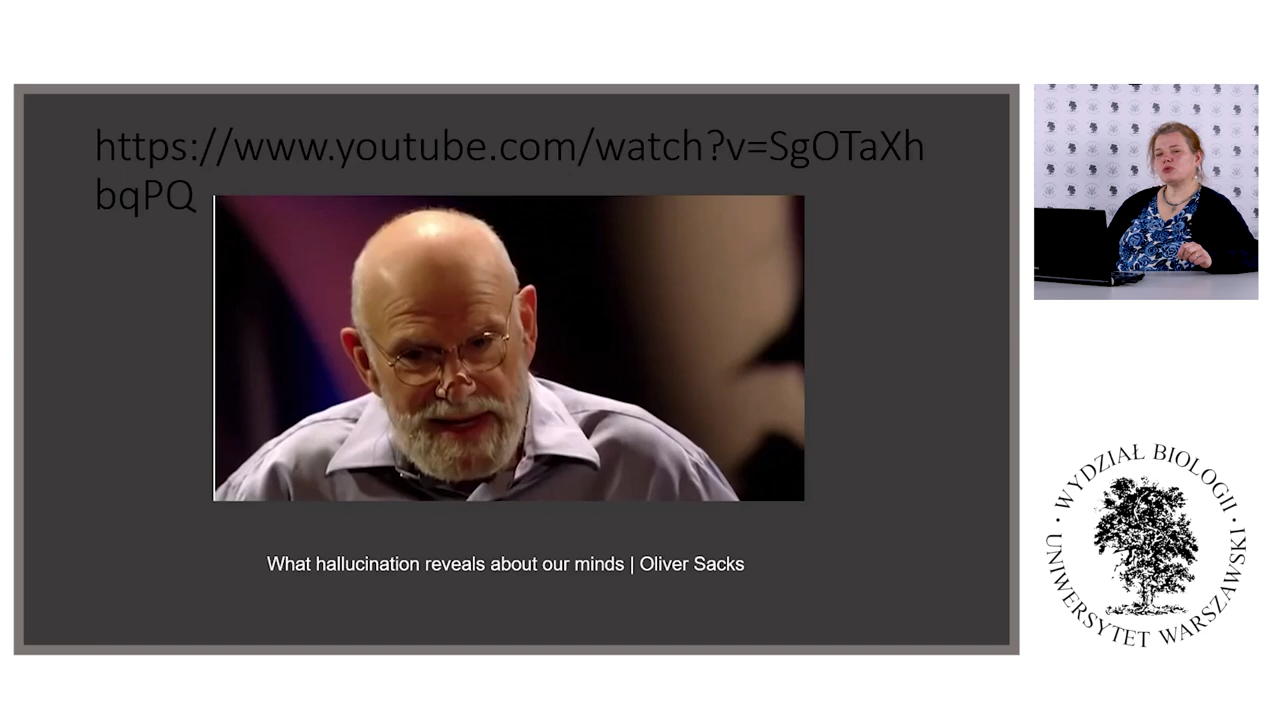 https://www.youtube.com/watch?v=SgOTaXh
bqPQ
What hallucination reveals about our minds | Oliver Sacks
· WYDZIAŁ BIOLOGII ·
UNIWERSYTET WARSZAWSKI